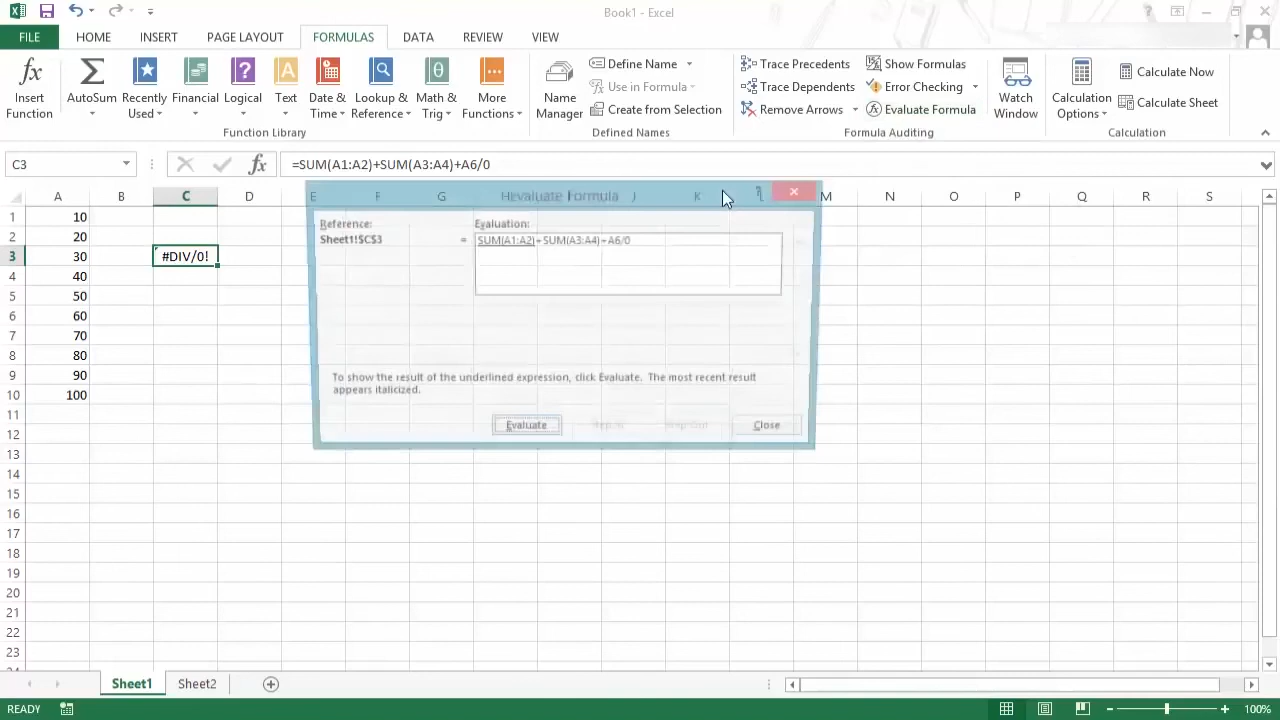 Book1 - Excel
FILE HOME INSERT PAGE LAYOUT FORMULAS DATA REVIEW VIEW
fx Σ ? A θ
Insert Function
AutoSum
Recently Used
Financial
Logical
Text
Date & Time
Lookup & Reference
Math & Trig
More Functions
Function Library
Name Manager
Define Name
Use in Formula
Create from Selection
Defined Names
Trace Precedents
Trace Dependents
Remove Arrows
Show Formulas
Error Checking
Evaluate Formula
Formula Auditing
Watch Window
Calculation Options
Calculate Now
Calculate Sheet
Calculation
C3 fx =SUM(A1:A2)+SUM(A3:A4)+A6/0
A B C D E F G H J K M N O P Q R S
Evaluate Formula
1 10
2 20
3 30 #DIV/0!
4 40
5 50
6 60
7 70
8 80
9 90
10 100
11
12
13
14
15
16
17
18
19
20
21
22
23
Reference: Evaluation:
Sheet1!$C$3 = SUM(A1:A2)+SUM(A3:A4)+A6/0
To show the result of the underlined expression, click Evaluate. The most recent result
appears italicized.
Evaluate Step In Step Out Close
Sheet1 Sheet2
READY 100%